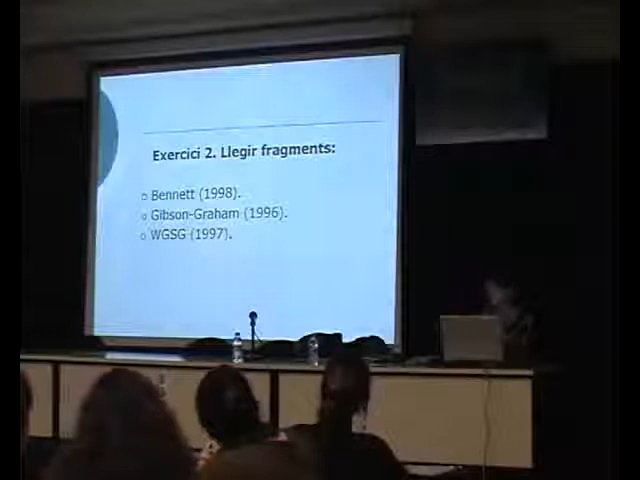 Exercici 2. Llegir fragments:
Bennett (1998).
Gibson-Graham (1996).
WGSG (1997).